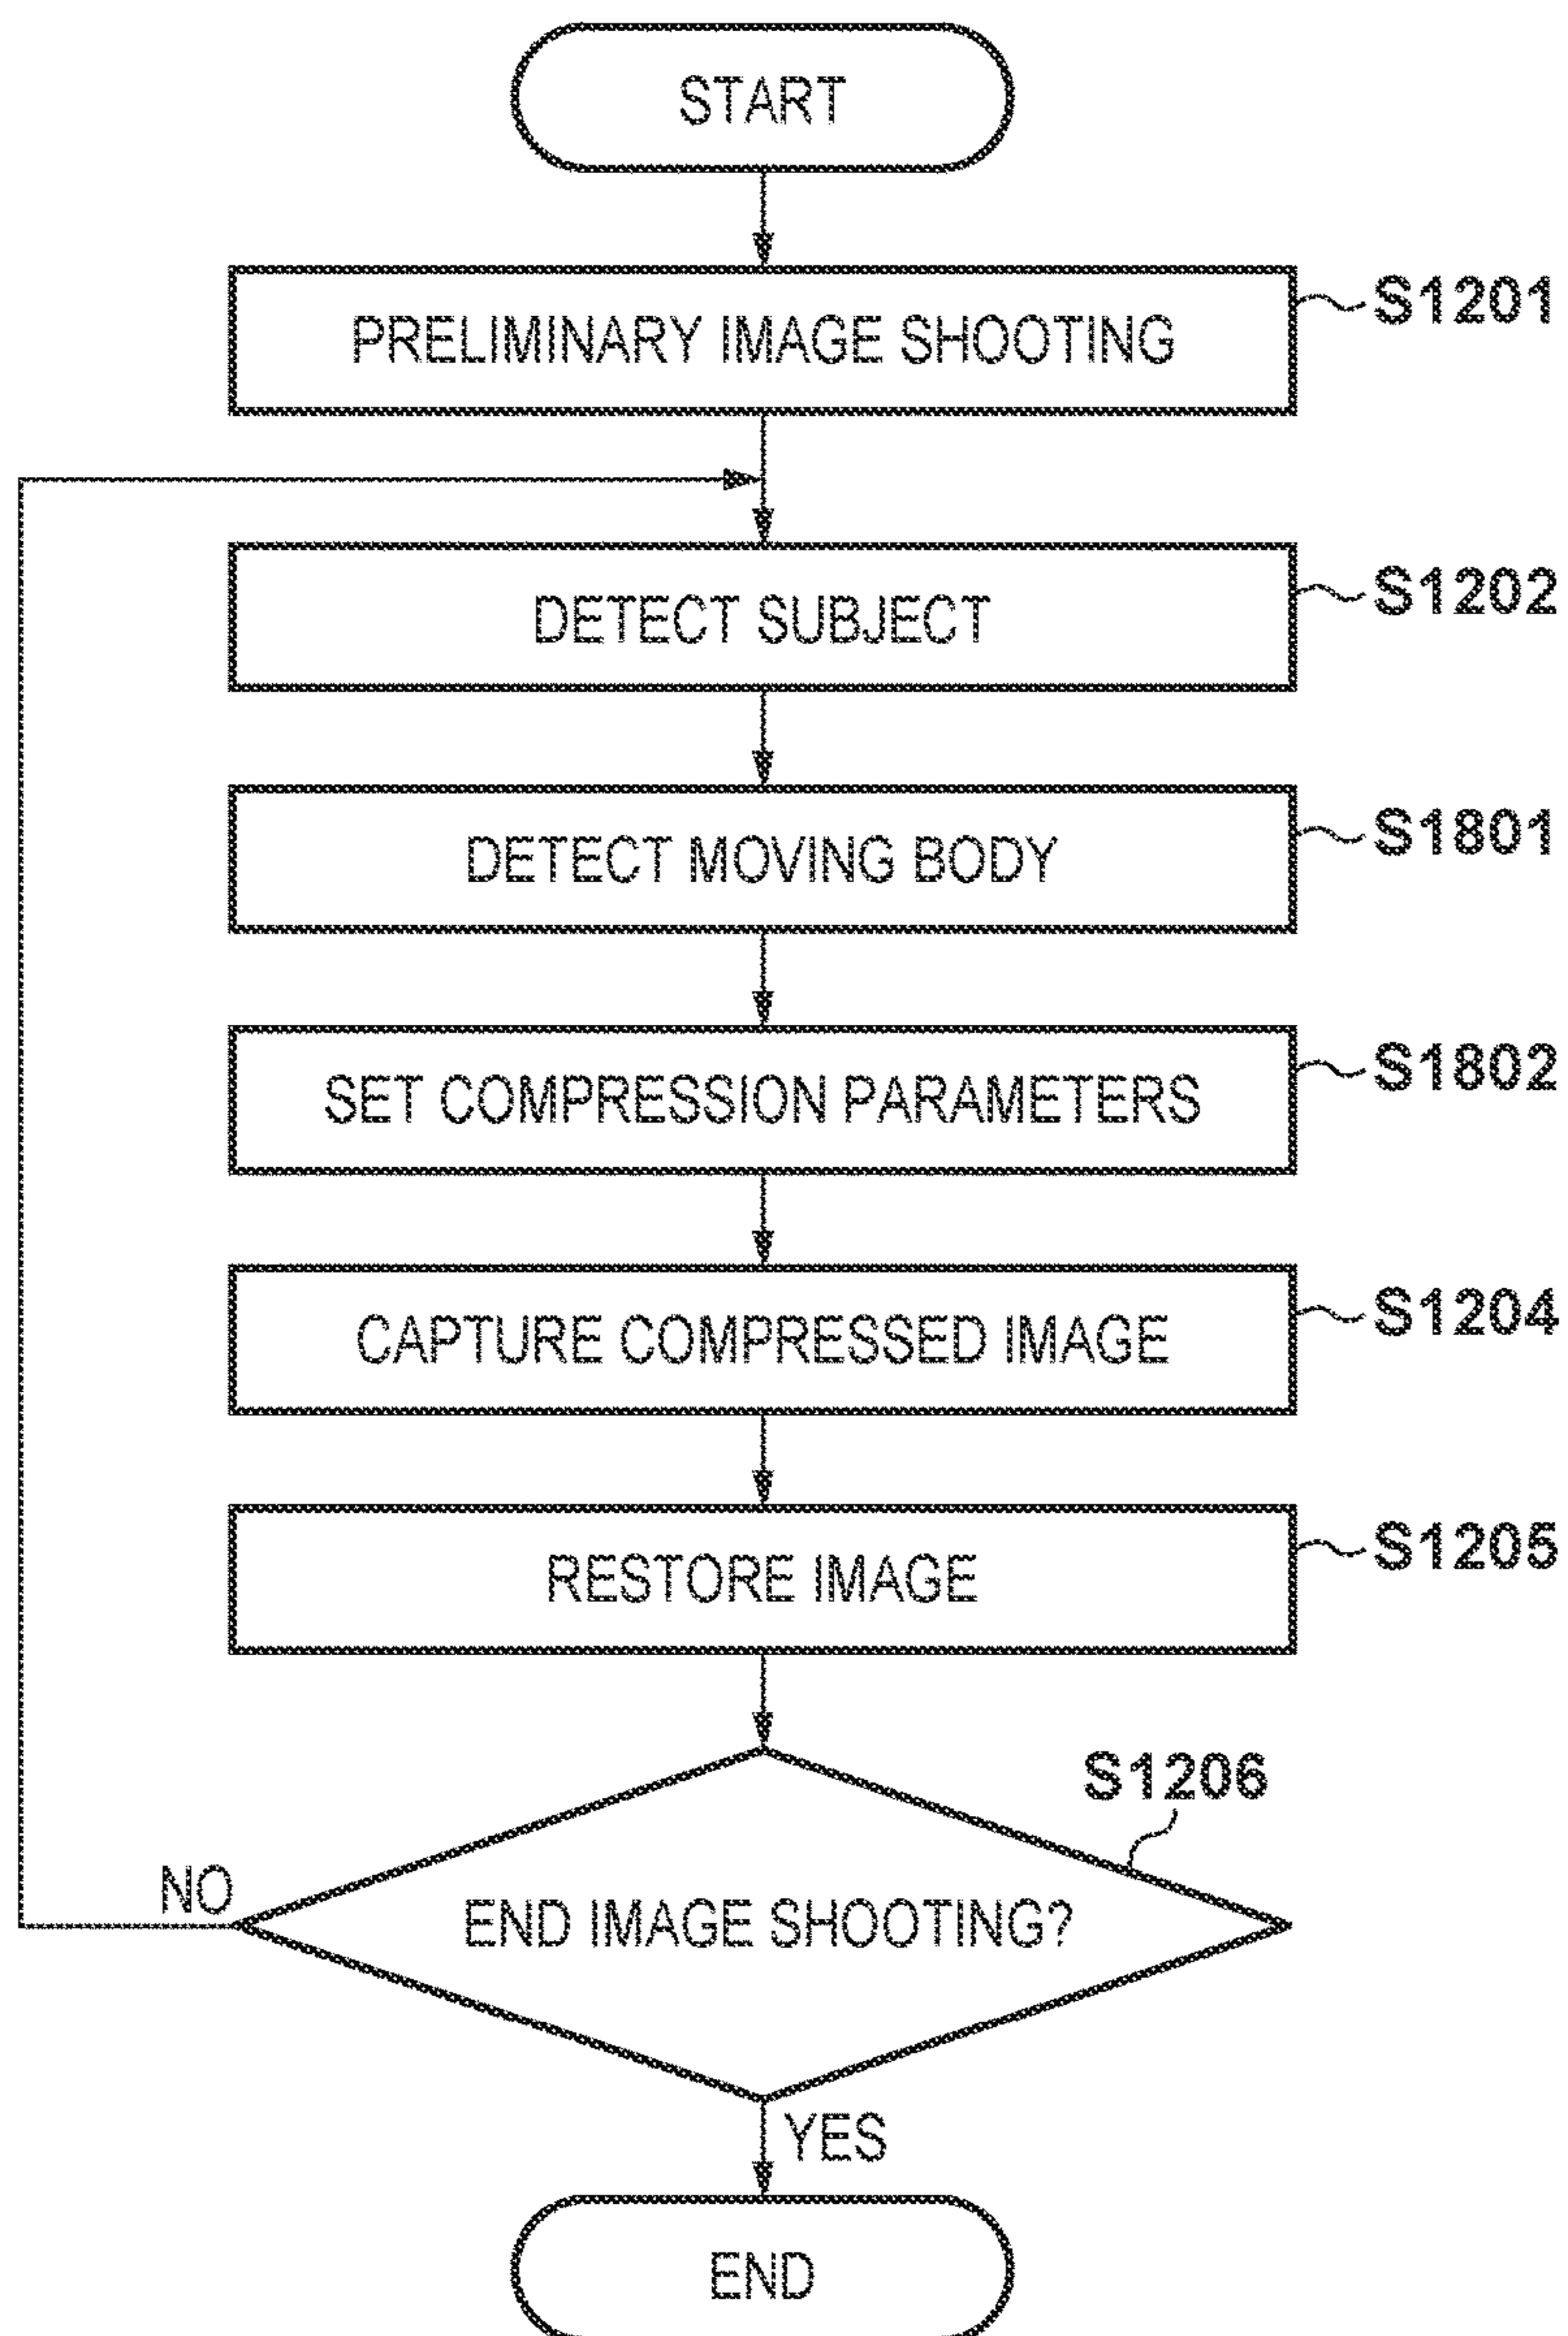 START
PRELIMINARY IMAGE SHOOTING
S1201
DETECT SUBJECT
S1202
DETECT MOVING BODY
S1801
SET COMPRESSION PARAMETERS
S1802
CAPTURE COMPRESSED IMAGE
S1204
RESTORE IMAGE
S1205
S1206
NO
END IMAGE SHOOTING?
YES
END